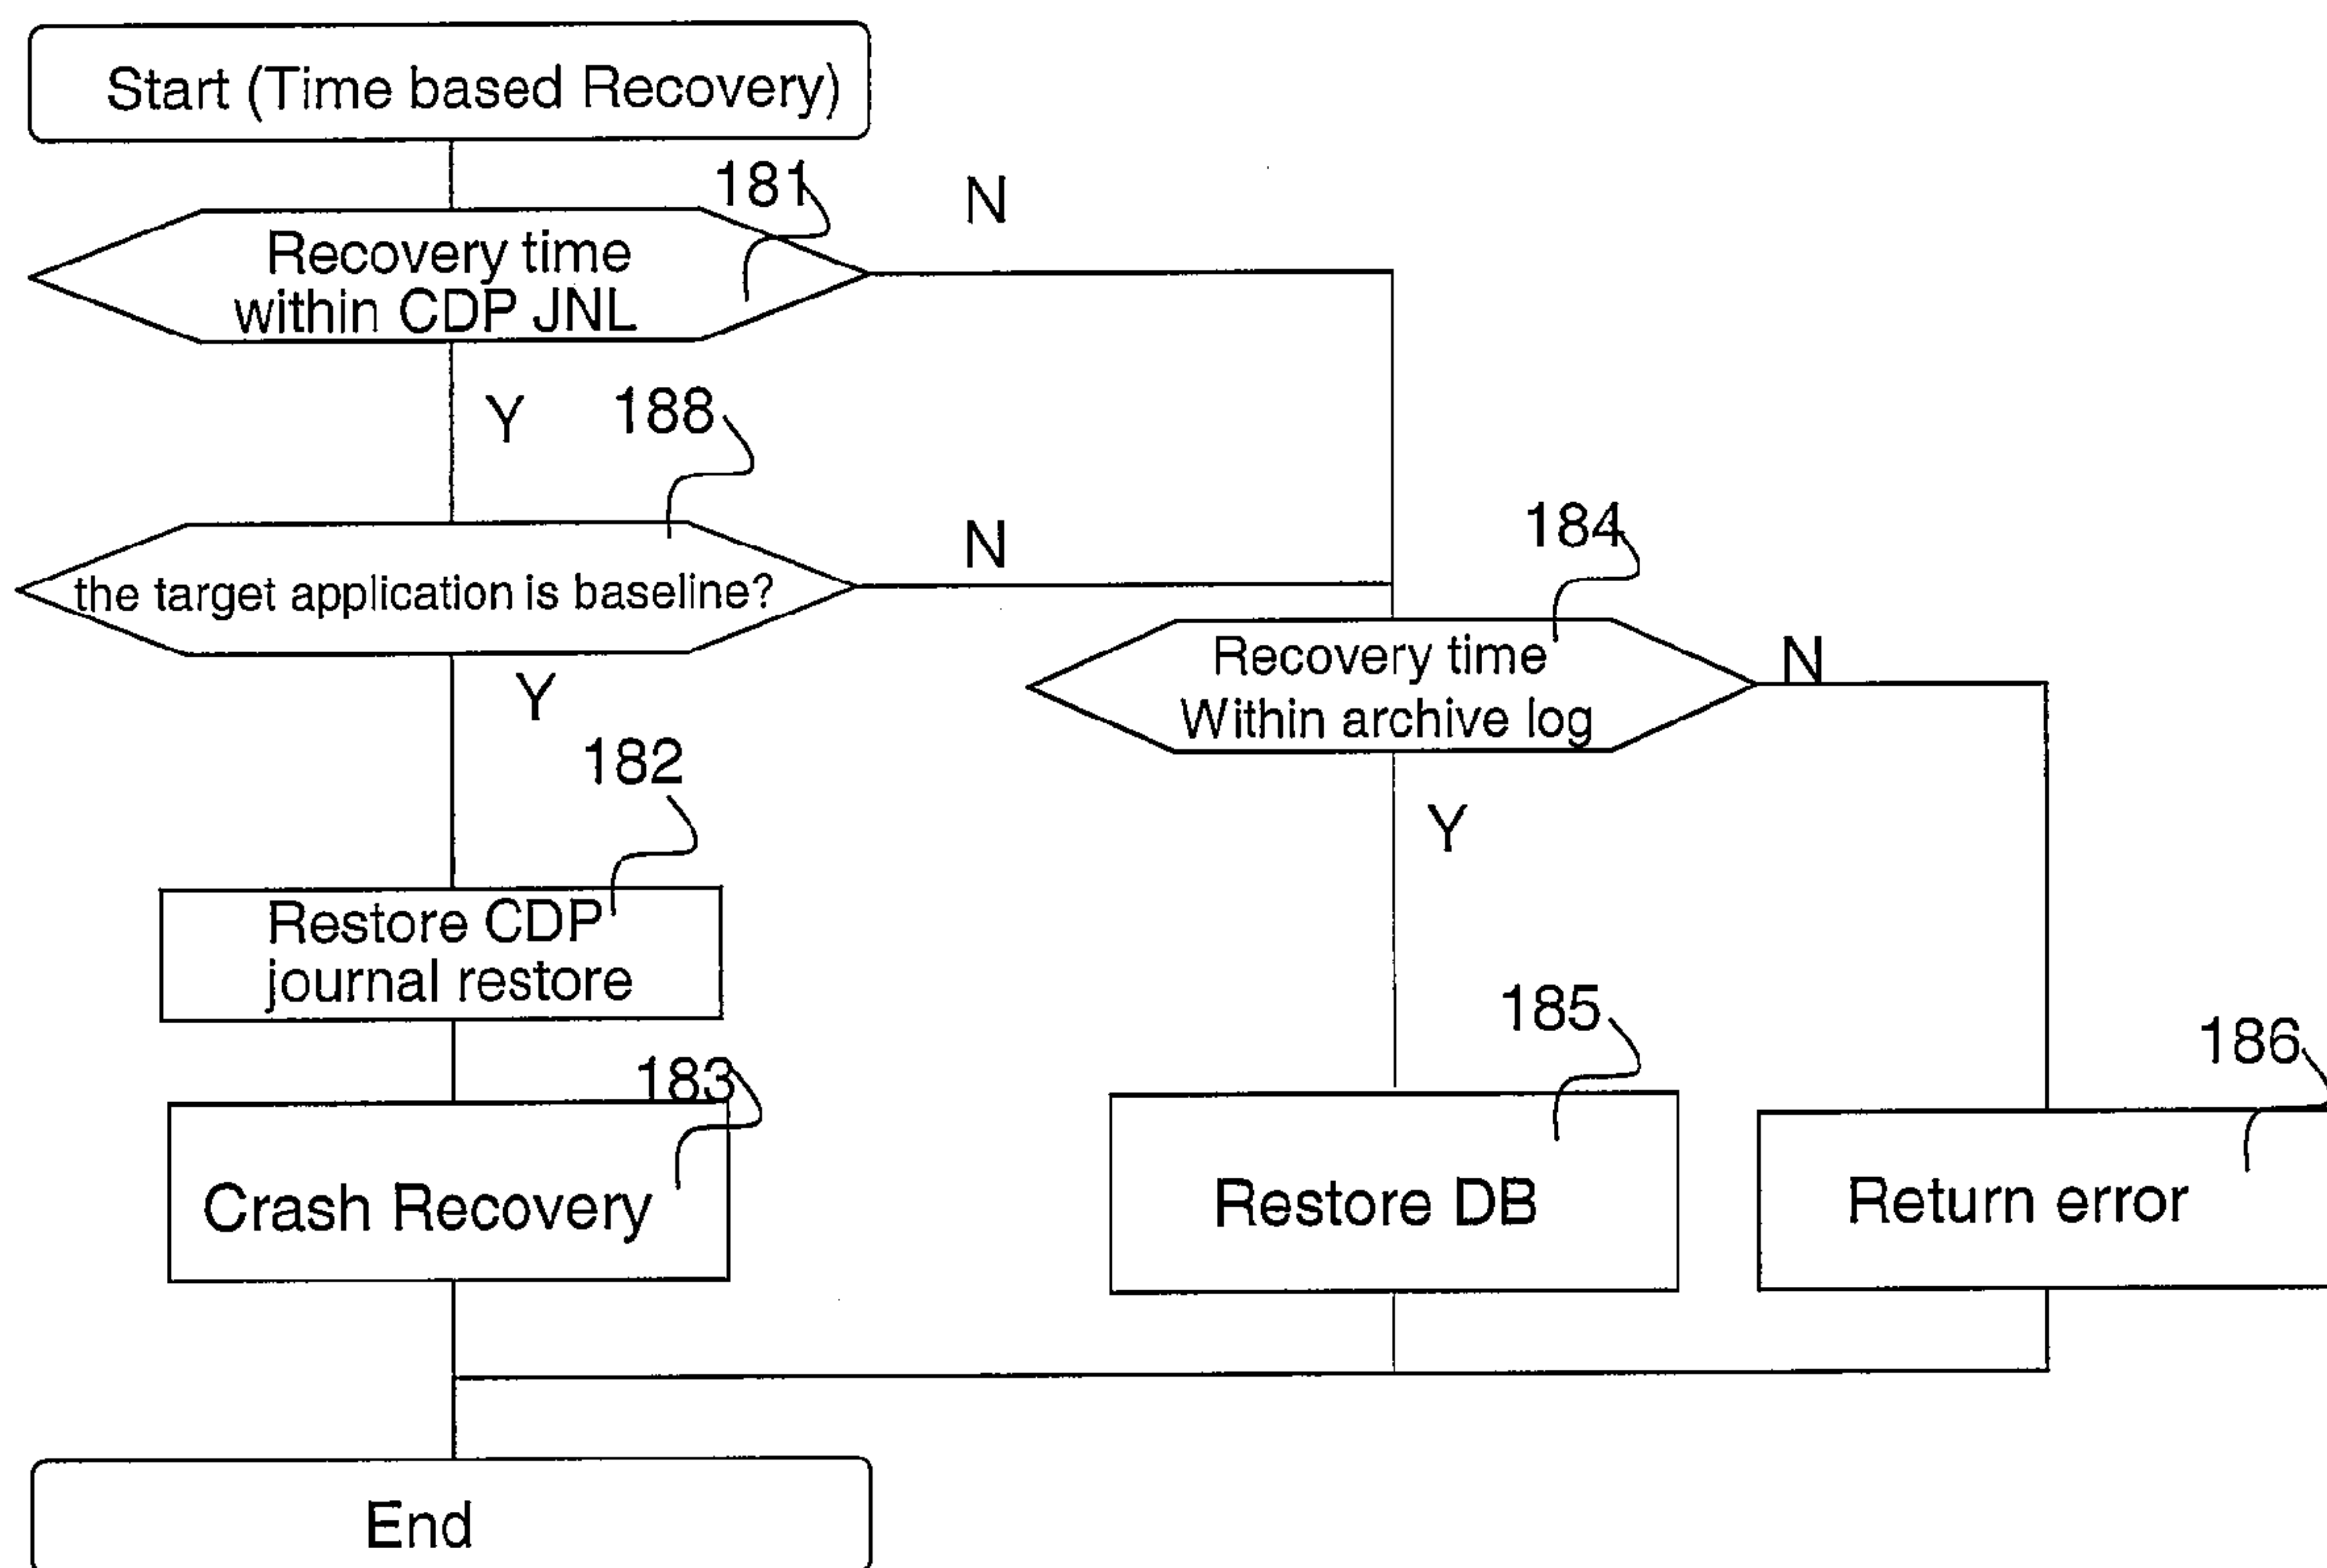 Start (Time based Recovery)
181
N
Recovery time
within CDP JNL
Y
188
the target application is baseline?
N
184
Recovery time
Within archive log
N
Y
182
Y
Restore CDP
journal restore
183
Crash Recovery
185
Restore DB
186
Return error
End